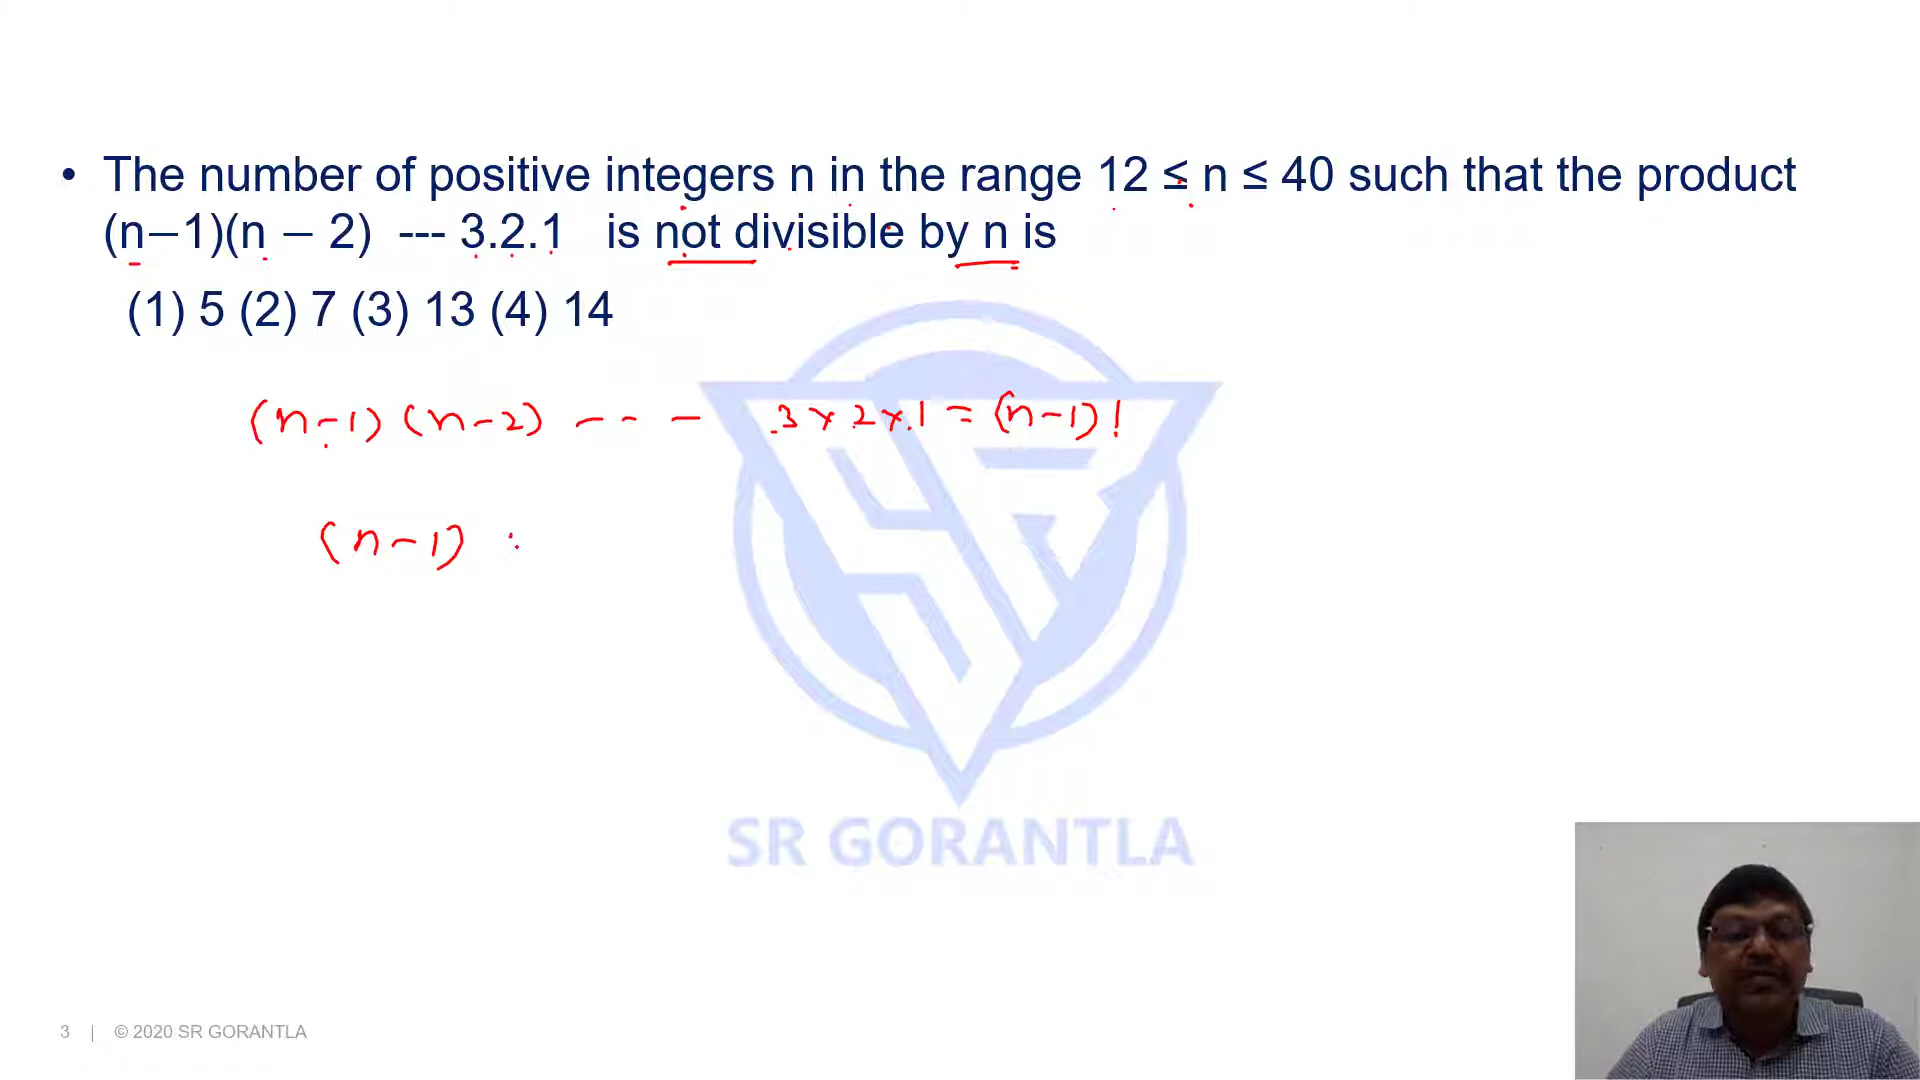 • The number of positive integers n in the range 12 ≤ n ≤ 40 such that the product
(n−1)(n − 2) --- 3.2.1 is not divisible by n is
(1) 5 (2) 7 (3) 13 (4) 14
(n-1) (n-2) - - - 3 x 2 x 1 = (n-1) !
(n-1) :
SR GORANTLA
3 | © 2020 SR GORANTLA